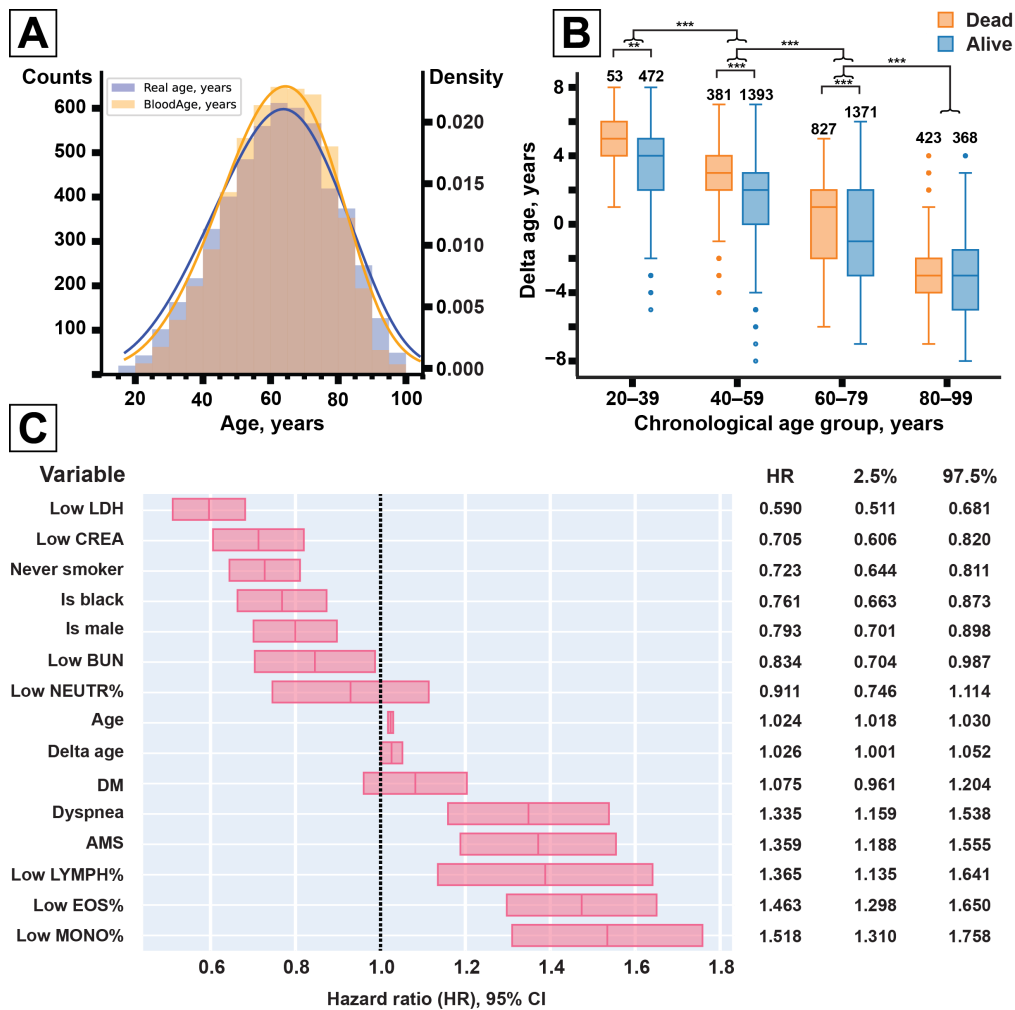 A
Counts
Density
Real age, years
BloodAge, years
600
500
400
300
200
100
0.020
0.015
0.010
0.005
0.000
20 40 60 80 100
Age, years
B
Dead
Alive
***
***
***
** *** ***
53 472 381 1393 827 1371 423 368
Delta age, years
8
4
0
−4
−8
20–39 40–59 60–79 80–99
Chronological age group, years
C
Variable HR 2.5% 97.5%
Low LDH 0.590 0.511 0.681
Low CREA 0.705 0.606 0.820
Never smoker 0.723 0.644 0.811
Is black 0.761 0.663 0.873
Is male 0.793 0.701 0.898
Low BUN 0.834 0.704 0.987
Low NEUTR% 0.911 0.746 1.114
Age 1.024 1.018 1.030
Delta age 1.026 1.001 1.052
DM 1.075 0.961 1.204
Dyspnea 1.335 1.159 1.538
AMS 1.359 1.188 1.555
Low LYMPH% 1.365 1.135 1.641
Low EOS% 1.463 1.298 1.650
Low MONO% 1.518 1.310 1.758
0.6 0.8 1.0 1.2 1.4 1.6 1.8
Hazard ratio (HR), 95% CI